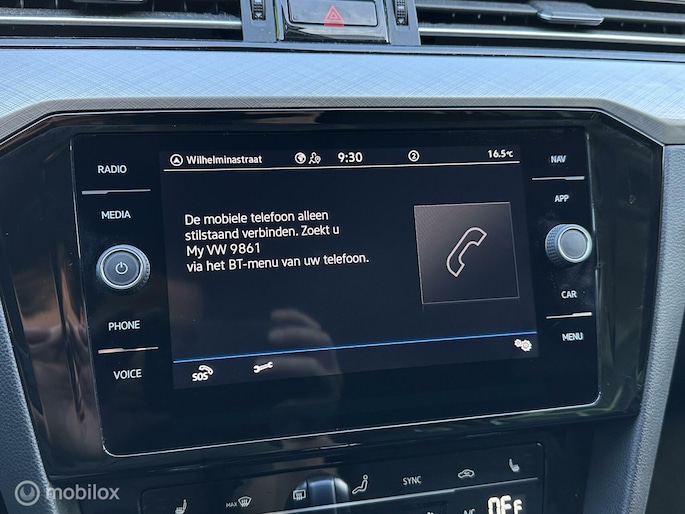 Wilhelminastraat 9:30 2 16.5°C
RADIO
MEDIA
PHONE
VOICE
De mobiele telefoon alleen
stilstaand verbinden. Zoekt u
My VW 9861
via het BT-menu van uw telefoon.
SOS
NAV
APP
CAR
MENU
MAX
SYNC
A/C OFF
mobilox